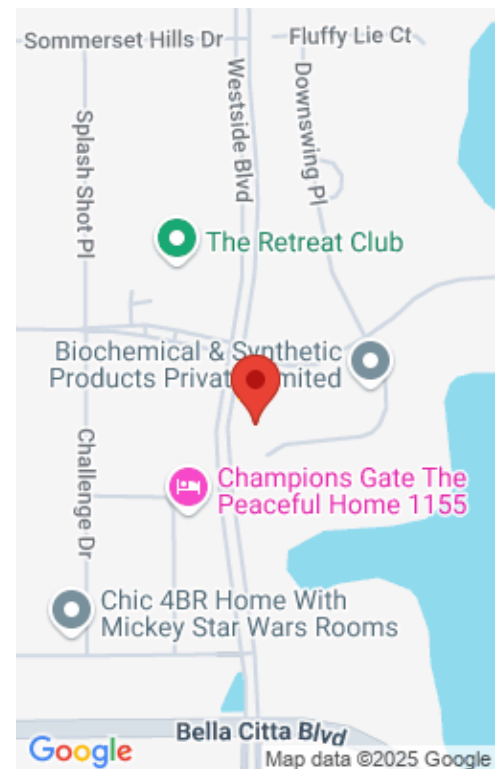 Sommerset Hills Dr
Fluffy Lie Ct
Westside Blvd
Downswing Pl
Splash Shot Pl
The Retreat Club
Biochemical & Synthetic
Products Private Limited
Champions Gate The
Peaceful Home 1155
Challenge Dr
Chic 4BR Home With
Mickey Star Wars Rooms
Bella Citta Blvd
Google
Map data ©2025 Google